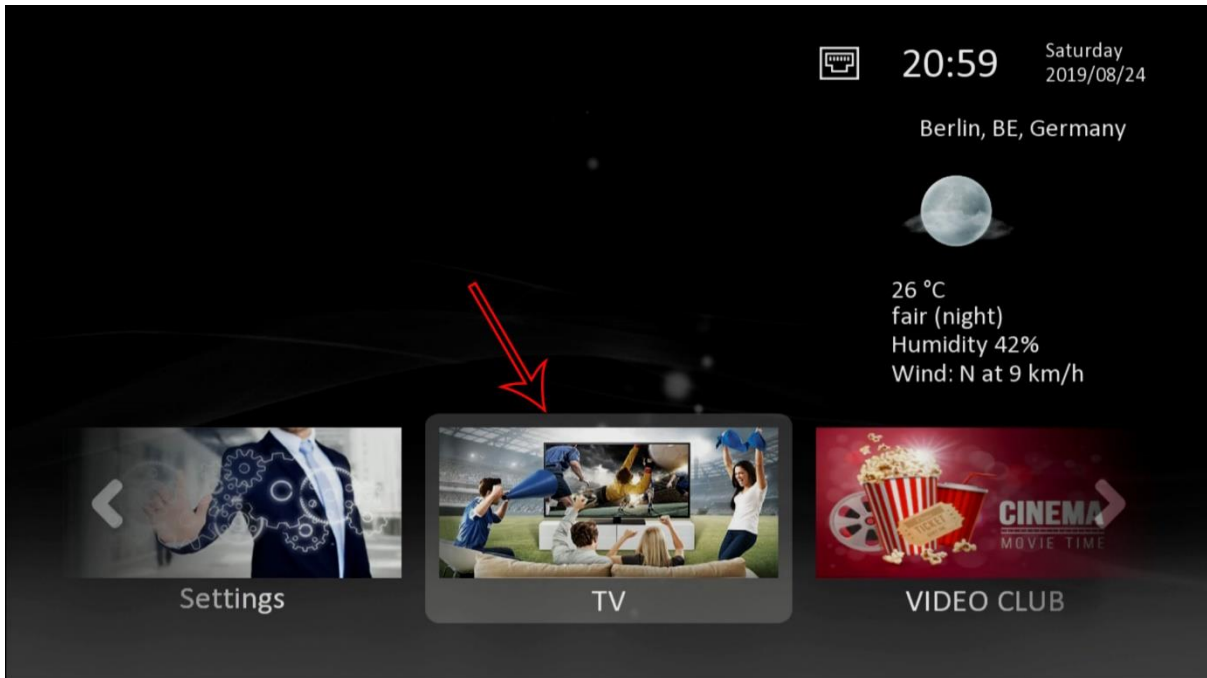 20:59
Saturday
2019/08/24
Berlin, BE, Germany
26 °C
fair (night)
Humidity 42%
Wind: N at 9 km/h
TICKET
CINEMA
MOVIE TIME
Settings
TV
VIDEO CLUB